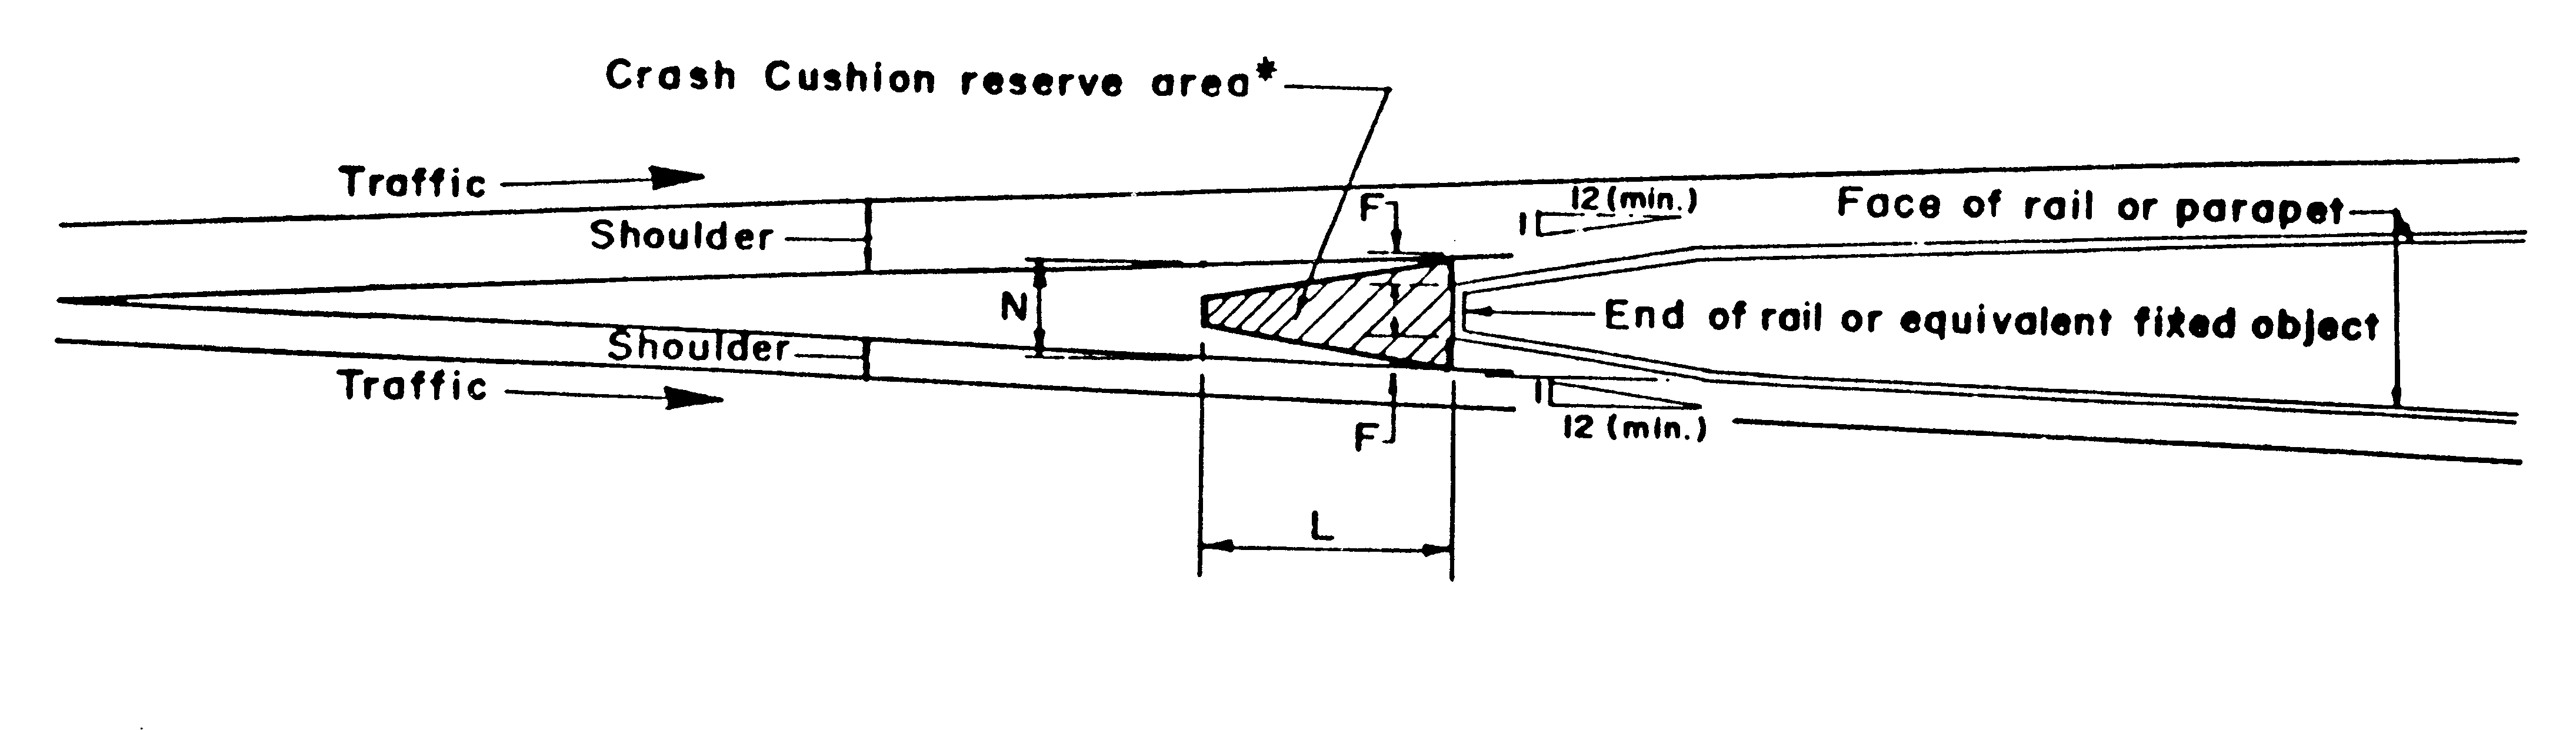 Crash Cushion reserve area*
Traffic
12 (min.)
F
1
Face of rail or parapet
Shoulder
N
End of rail or equivalent fixed object
Shoulder
Traffic
1
12 (min.)
F
L